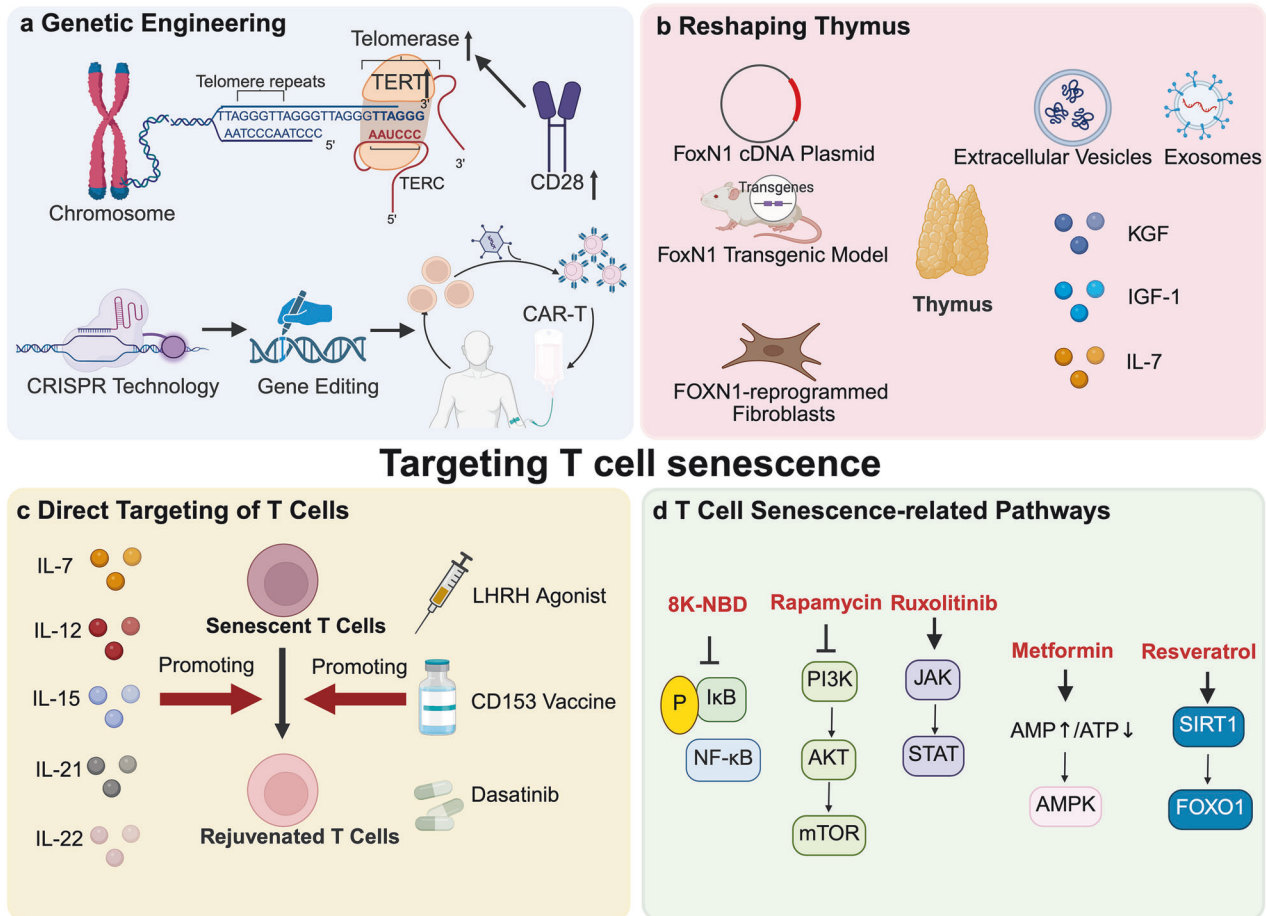 a Genetic Engineering
Telomerase
Telomere repeats
TERT
3'
TTAGGGTTAGGGTTAGGGTTAGGG
AATCCCAATCCC
AAUCCC
5'
3'
TERC
5'
CD28
Chromosome
CAR-T
CRISPR Technology
Gene Editing
b Reshaping Thymus
FoxN1 cDNA Plasmid
Extracellular Vesicles
Exosomes
Transgenes
FoxN1 Transgenic Model
Thymus
KGF
IGF-1
IL-7
FOXN1-reprogrammed
Fibroblasts
Targeting T cell senescence
c Direct Targeting of T Cells
IL-7
IL-12
IL-15
IL-21
IL-22
Senescent T Cells
Promoting
Promoting
Rejuvenated T Cells
LHRH Agonist
CD153 Vaccine
Dasatinib
d T Cell Senescence-related Pathways
8K-NBD
P
IκB
NF-κB
Rapamycin
PI3K
AKT
mTOR
Ruxolitinib
JAK
STAT
Metformin
AMP↑/ATP↓
AMPK
Resveratrol
SIRT1
FOXO1